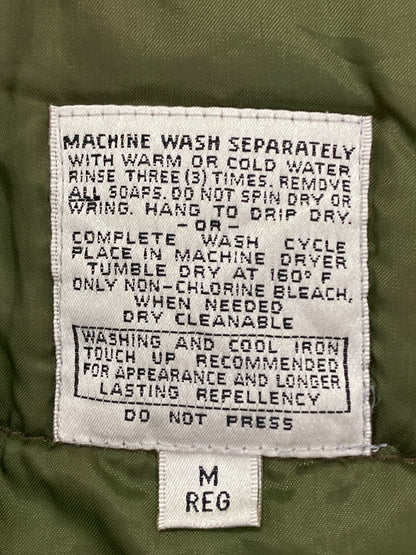 MACHINE WASH SEPARATELY
WITH WARM OR COLD WATER
RINSE THREE (3) TIMES. REMOVE
ALL SOAPS. DO NOT SPIN DRY OR
WRING. HANG TO DRIP DRY.
-OR-
COMPLETE WASH CYCLE
PLACE IN MACHINE DRYER
TUMBLE DRY AT 160° F
ONLY NON-CHLORINE BLEACH,
WHEN NEEDED
DRY CLEANABLE
WASHING AND COOL IRON
TOUCH UP RECOMMENDED
FOR APPEARANCE AND LONGER
LASTING REPELLENCY
DO NOT PRESS
M
REG